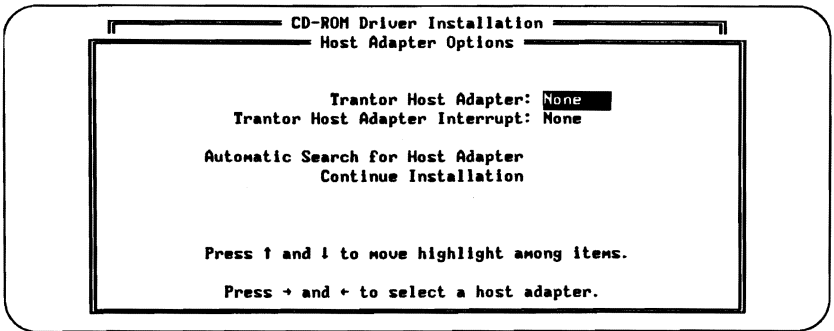 CD-ROM Driver Installation
Host Adapter Options
Trantor Host Adapter: None
Trantor Host Adapter Interrupt: None
Automatic Search for Host Adapter
Continue Installation
Press ↑ and ↓ to move highlight among items.
Press → and ← to select a host adapter.